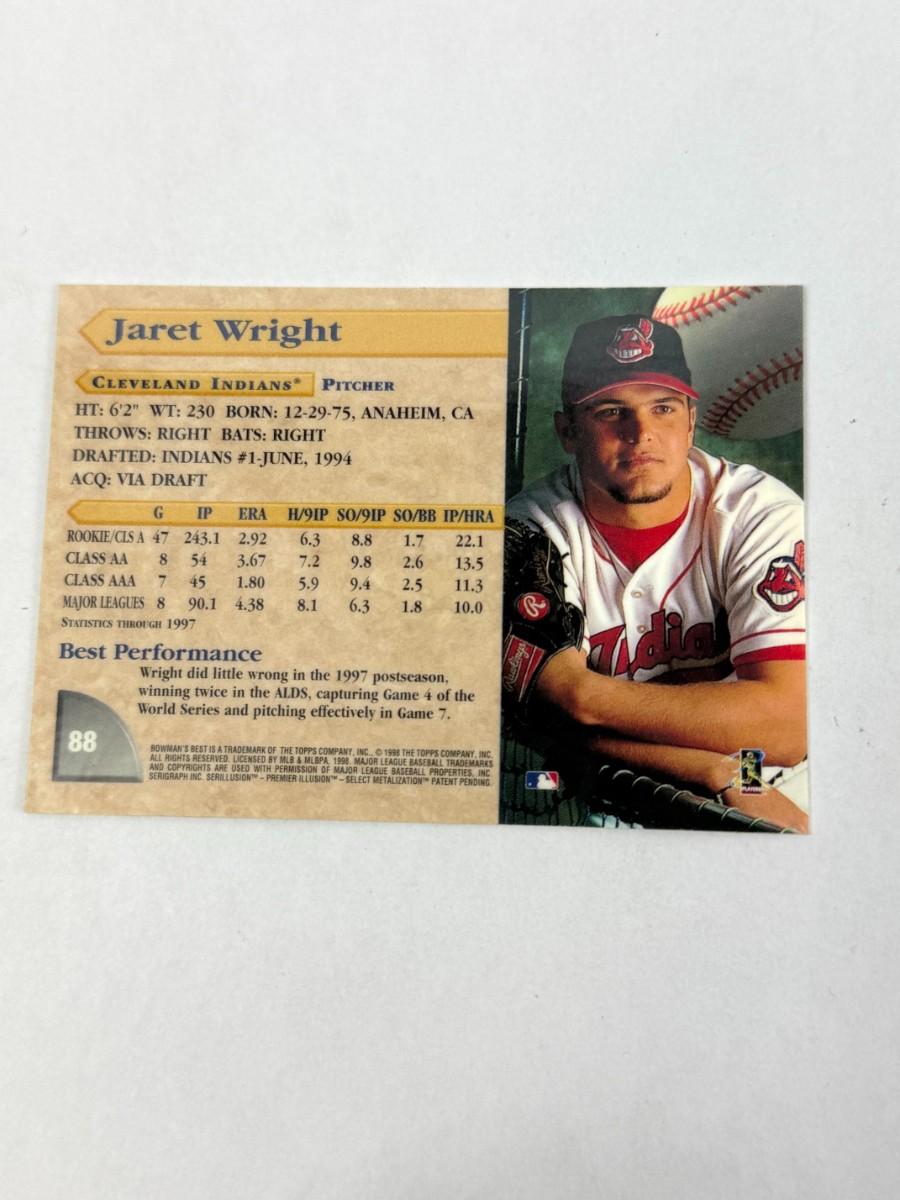 Jaret Wright
CLEVELAND INDIANS® PITCHER
HT: 6'2" WT: 230 BORN: 12-29-75, ANAHEIM, CA
THROWS: RIGHT BATS: RIGHT
DRAFTED: INDIANS #1-JUNE, 1994
ACQ: VIA DRAFT
G IP ERA H/9IP SO/9IP SO/BB IP/HRA
ROOKIE/CLS A 47 243.1 2.92 6.3 8.8 1.7 22.1
CLASS AA 8 54 3.67 7.2 9.8 2.6 13.5
CLASS AAA 7 45 1.80 5.9 9.4 2.5 11.3
MAJOR LEAGUES 8 90.1 4.38 8.1 6.3 1.8 10.0
STATISTICS THROUGH 1997
Best Performance
Wright did little wrong in the 1997 postseason,
winning twice in the ALDS, capturing Game 4 of the
World Series and pitching effectively in Game 7.
88
BOWMAN'S BEST IS A TRADEMARK OF THE TOPPS COMPANY, INC., © 1998 THE TOPPS COMPANY, INC.
ALL RIGHTS RESERVED. LICENSED BY MLB & MLBPA, 1998. MAJOR LEAGUE BASEBALL TRADEMARKS
AND COPYRIGHTS ARE USED WITH PERMISSION OF MAJOR LEAGUE BASEBALL PROPERTIES, INC.
SERIGRAPH INC. SERILLUSION™ – PREMIER ILLUSION™ – SELECT METALIZATION™ PATENT PENDING.
R
Rawlings
Indians
PLAYERS